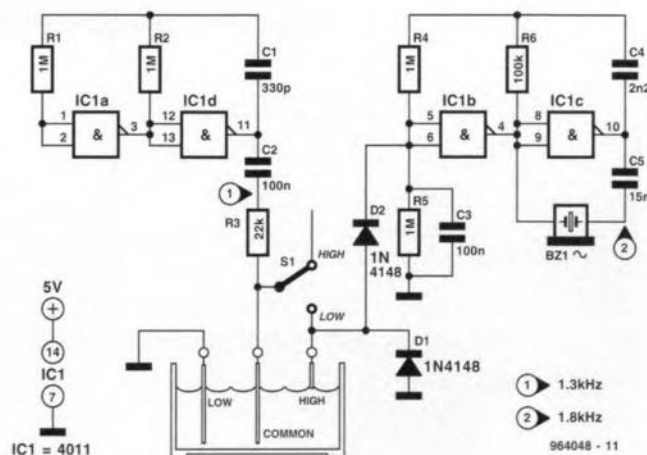 R1
1M
R2
1M
C1
330p
IC1a
1
2
&
3
IC1d
12
13
&
11
C2
100n
1
R3
22k
S1
HIGH
LOW
R4
1M
R6
100k
C4
2n2
IC1b
5
6
&
4
IC1c
8
9
&
10
C5
15n
D2
1N
4148
R5
1M
C3
100n
BZ1
2
D1
1N4148
5V
+
14
IC1
7
IC1 = 4011
LOW
COMMON
HIGH
1 1.3kHz
2 1.8kHz
964048 - 11